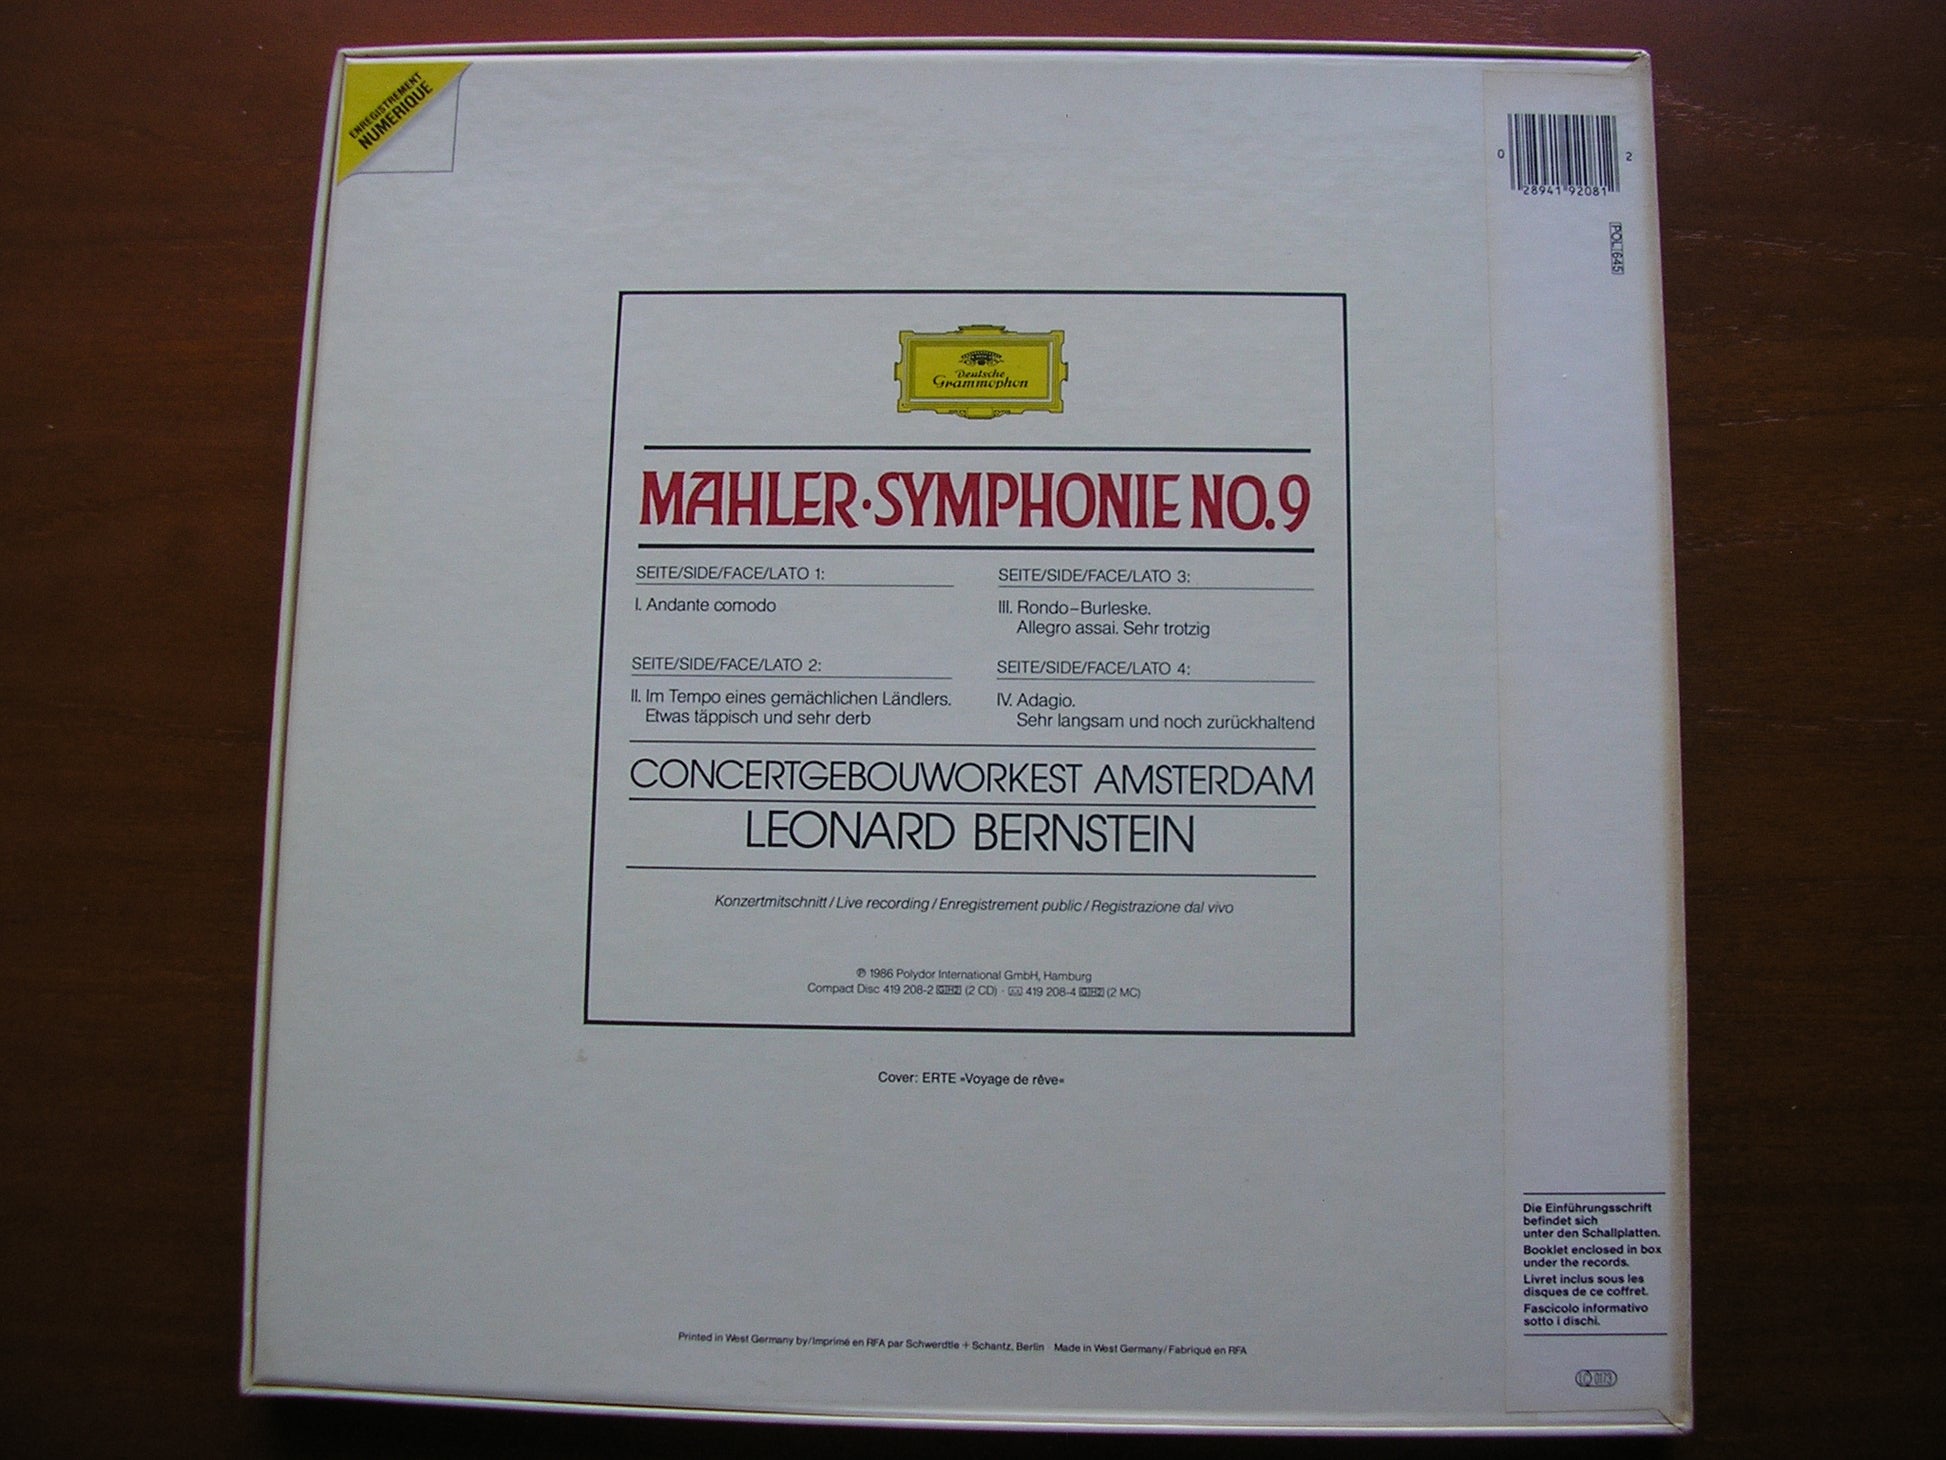 ENREGISTREMENT
NUMERIQUE
0 28941 92081 2
POL 645
Deutsche
Grammophon
MAHLER·SYMPHONIE NO.9
SEITE/SIDE/FACE/LATO 1:
I. Andante comodo
SEITE/SIDE/FACE/LATO 2:
II. Im Tempo eines gemächlichen Ländlers.
Etwas täppisch und sehr derb
SEITE/SIDE/FACE/LATO 3:
III. Rondo–Burleske.
Allegro assai. Sehr trotzig
SEITE/SIDE/FACE/LATO 4:
IV. Adagio.
Sehr langsam und noch zurückhaltend
CONCERTGEBOUWORKEST AMSTERDAM
LEONARD BERNSTEIN
Konzertmitschnitt / Live recording / Enregistrement public / Registrazione dal vivo
℗ 1986 Polydor International GmbH, Hamburg
Compact Disc 419 208-2 GH2 (2 CD) · 419 208-4 GH2 (2 MC)
Cover: ERTE »Voyage de rêve«
Die Einführungsschrift
befindet sich
unter den Schallplatten.
Booklet enclosed in box
under the records.
Livret inclus sous les
disques de ce coffret.
Fascicolo informativo
sotto i dischi.
Printed in West Germany by/Imprimé en RFA par Schwerdtle + Schantz, Berlin Made in West Germany/Fabriqué en RFA
LC 0173